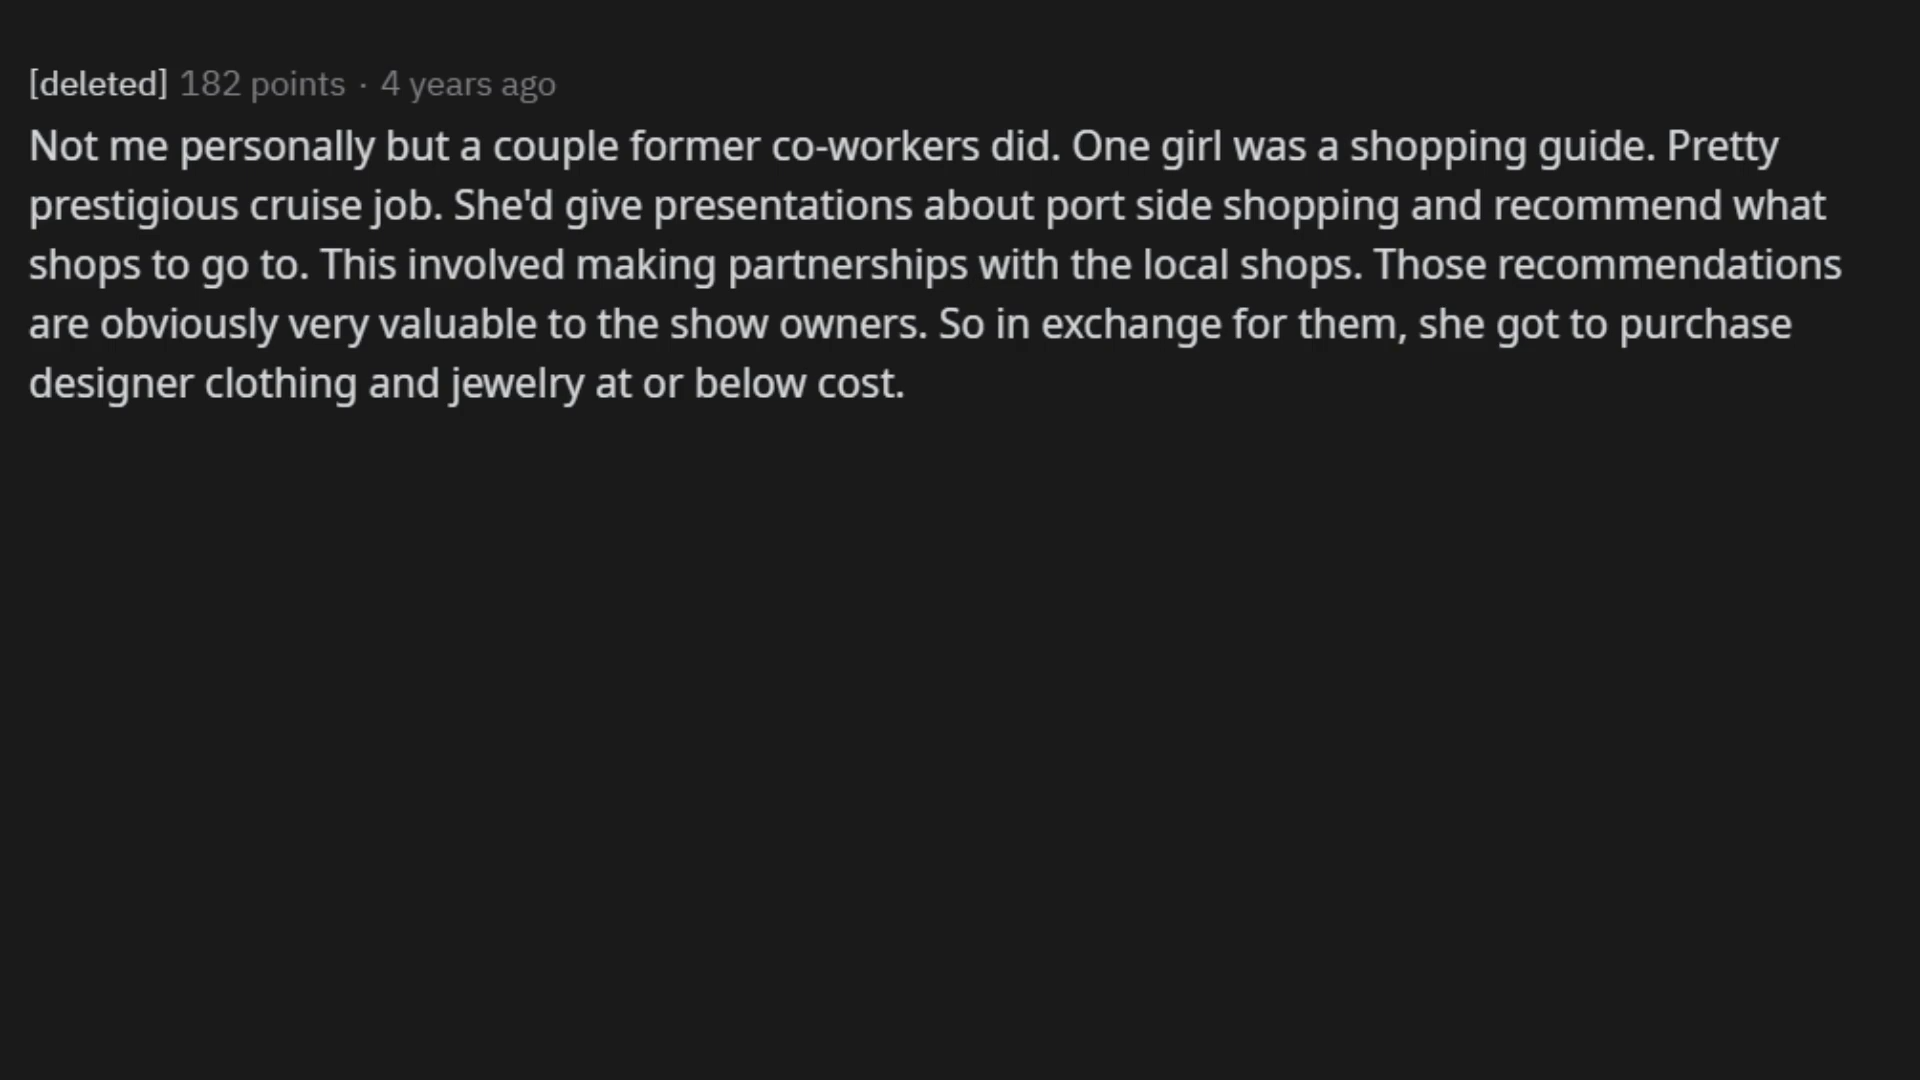 [deleted] 182 points · 4 years ago
Not me personally but a couple former co-workers did. One girl was a shopping guide. Pretty
prestigious cruise job. She'd give presentations about port side shopping and recommend what
shops to go to. This involved making partnerships with the local shops. Those recommendations
are obviously very valuable to the show owners. So in exchange for them, she got to purchase
designer clothing and jewelry at or below cost.